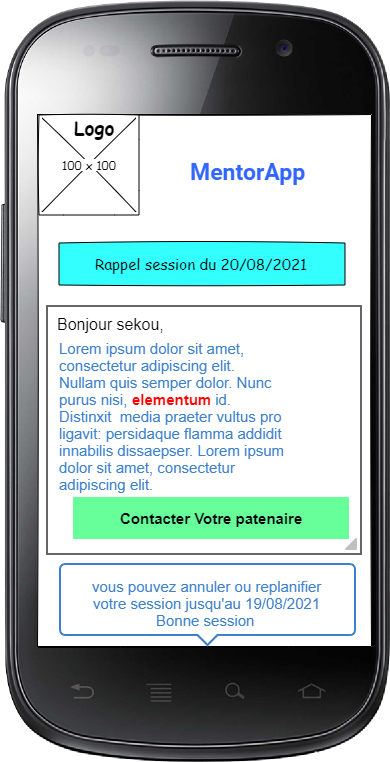 Logo
100 × 100
MentorApp
Rappel session du 20/08/2021
Bonjour sekou,
Lorem ipsum dolor sit amet,
consectetur adipiscing elit.
Nullam quis semper dolor. Nunc
purus nisi, elementum id.
Distinxit media praeter vultus pro
ligavit: persidaque flamma addidit
innabilis dissaepser. Lorem ipsum
dolor sit amet, consectetur
adipiscing elit.
Contacter Votre patenaire
vous pouvez annuler ou replanifier
votre session jusqu'au 19/08/2021
Bonne session